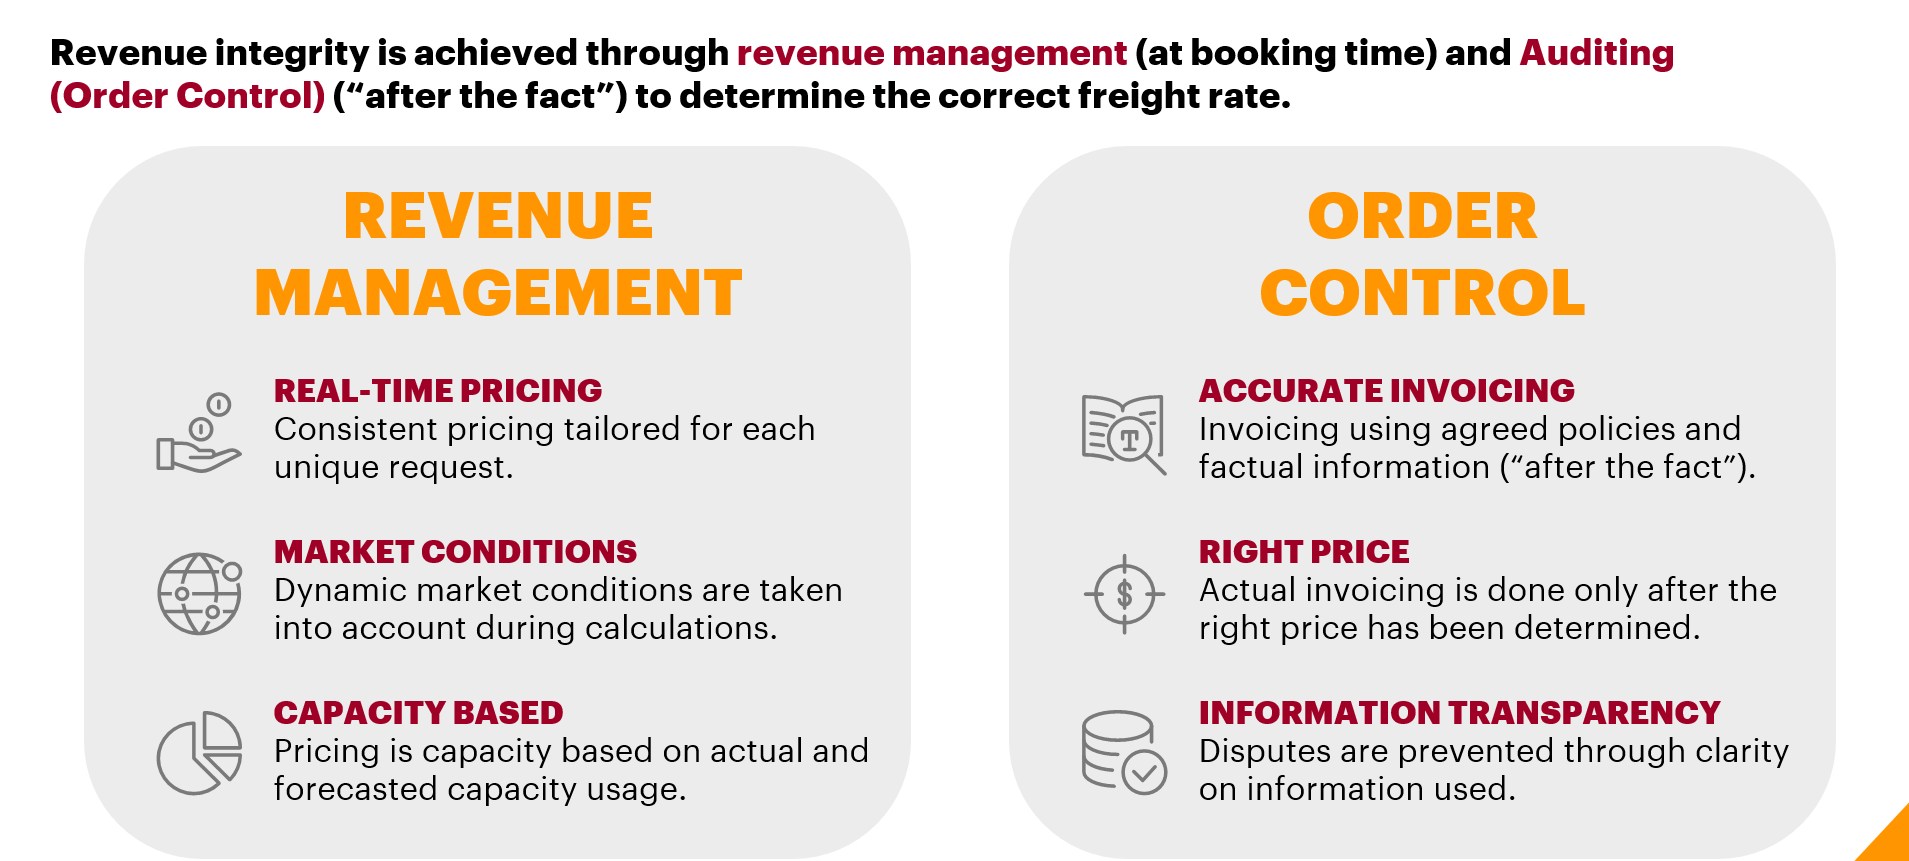 Revenue integrity is achieved through revenue management (at booking time) and Auditing
(Order Control) (“after the fact”) to determine the correct freight rate.
REVENUE
MANAGEMENT
REAL-TIME PRICING
Consistent pricing tailored for each
unique request.
MARKET CONDITIONS
Dynamic market conditions are taken
into account during calculations.
CAPACITY BASED
Pricing is capacity based on actual and
forecasted capacity usage.
ORDER
CONTROL
ACCURATE INVOICING
Invoicing using agreed policies and
factual information (“after the fact”).
RIGHT PRICE
Actual invoicing is done only after the
right price has been determined.
INFORMATION TRANSPARENCY
Disputes are prevented through clarity
on information used.